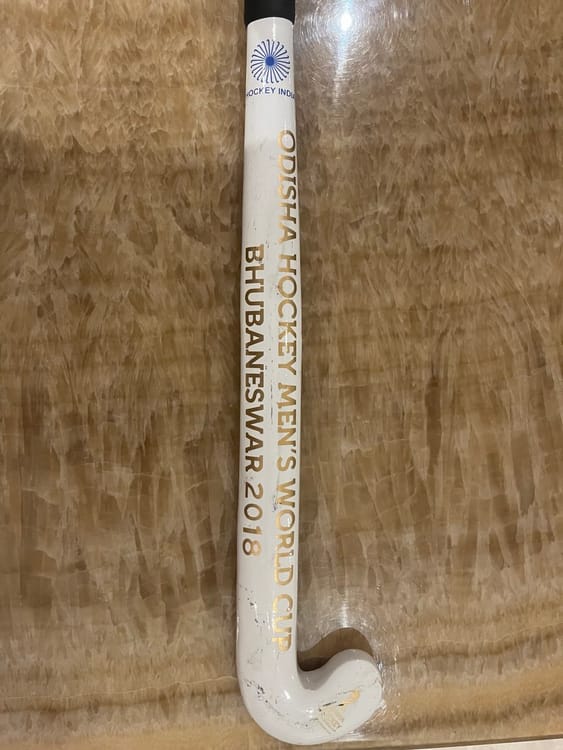 HOCKEY INDIA
ODISHA HOCKEY MEN'S WORLD CUP
BHUBANESWAR 2018